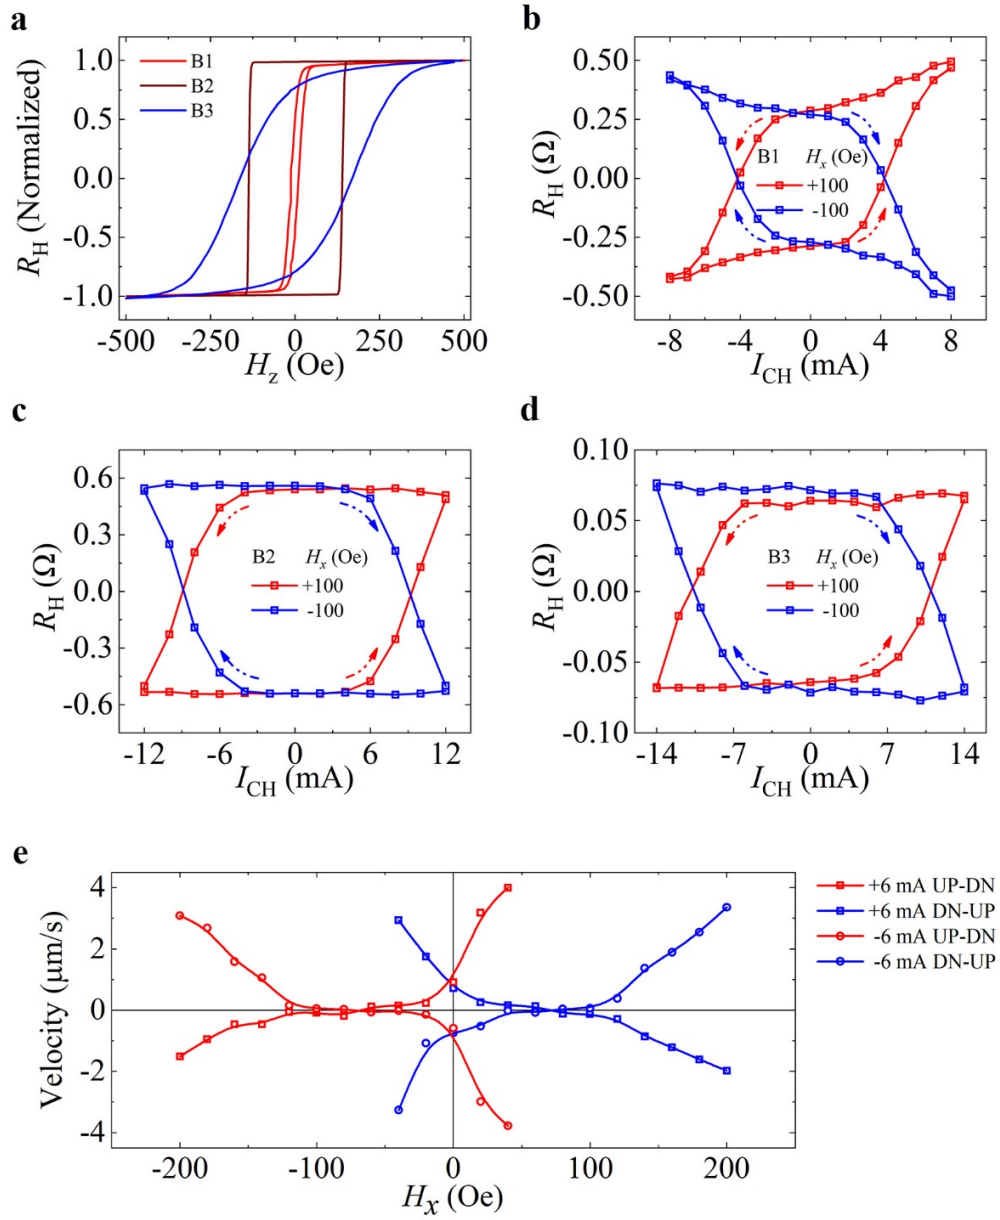 a
1.0
0.5
0.0
-0.5
-1.0
R_H (Normalized)
B1
B2
B3
-500 -250 0 250 500
H_z (Oe)
b
0.50
0.25
0.00
-0.25
-0.50
R_H (Ω)
B1 H_x (Oe)
+100
-100
-8 -4 0 4 8
I_CH (mA)
c
0.6
0.3
0.0
-0.3
-0.6
R_H (Ω)
B2 H_x (Oe)
+100
-100
-12 -6 0 6 12
I_CH (mA)
d
0.10
0.05
0.00
-0.05
-0.10
R_H (Ω)
B3 H_x (Oe)
+100
-100
-14 -7 0 7 14
I_CH (mA)
e
4
2
0
-2
-4
Velocity (μm/s)
+6 mA UP-DN
+6 mA DN-UP
-6 mA UP-DN
-6 mA DN-UP
-200 -100 0 100 200
H_x (Oe)